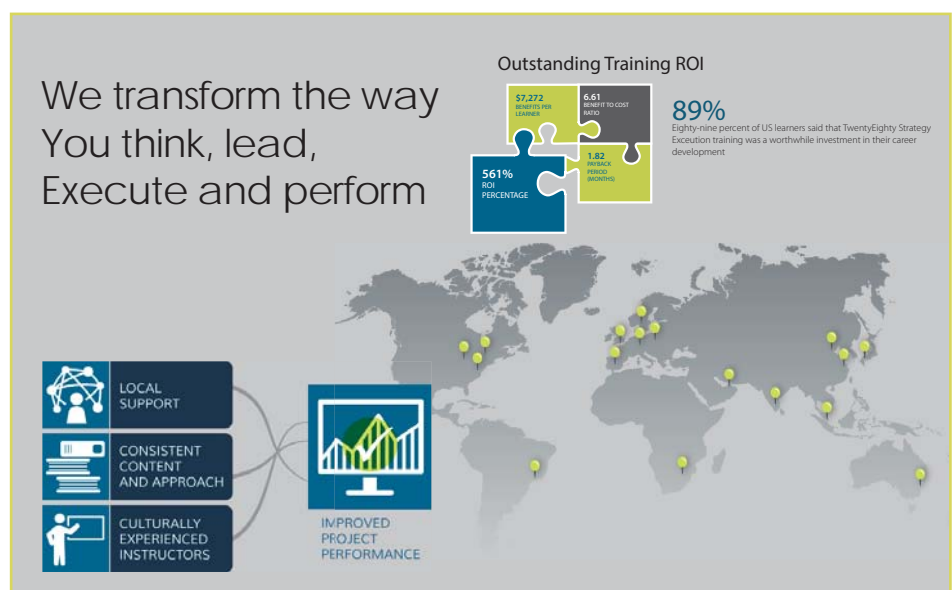 We transform the way
You think, lead,
Execute and perform
Outstanding Training ROI
$7,272
BENEFITS PER
LEARNER
6.61
BENEFIT TO COST
RATIO
561%
ROI
PERCENTAGE
1.82
PAYBACK
PERIOD
(MONTHS)
89%
Eighty-nine percent of US learners said that TwentyEighty Strategy
Exceution training was a worthwhile investment in their career
development
LOCAL
SUPPORT
CONSISTENT
CONTENT
AND APPROACH
CULTURALLY
EXPERIENCED
INSTRUCTORS
IMPROVED
PROJECT
PERFORMANCE